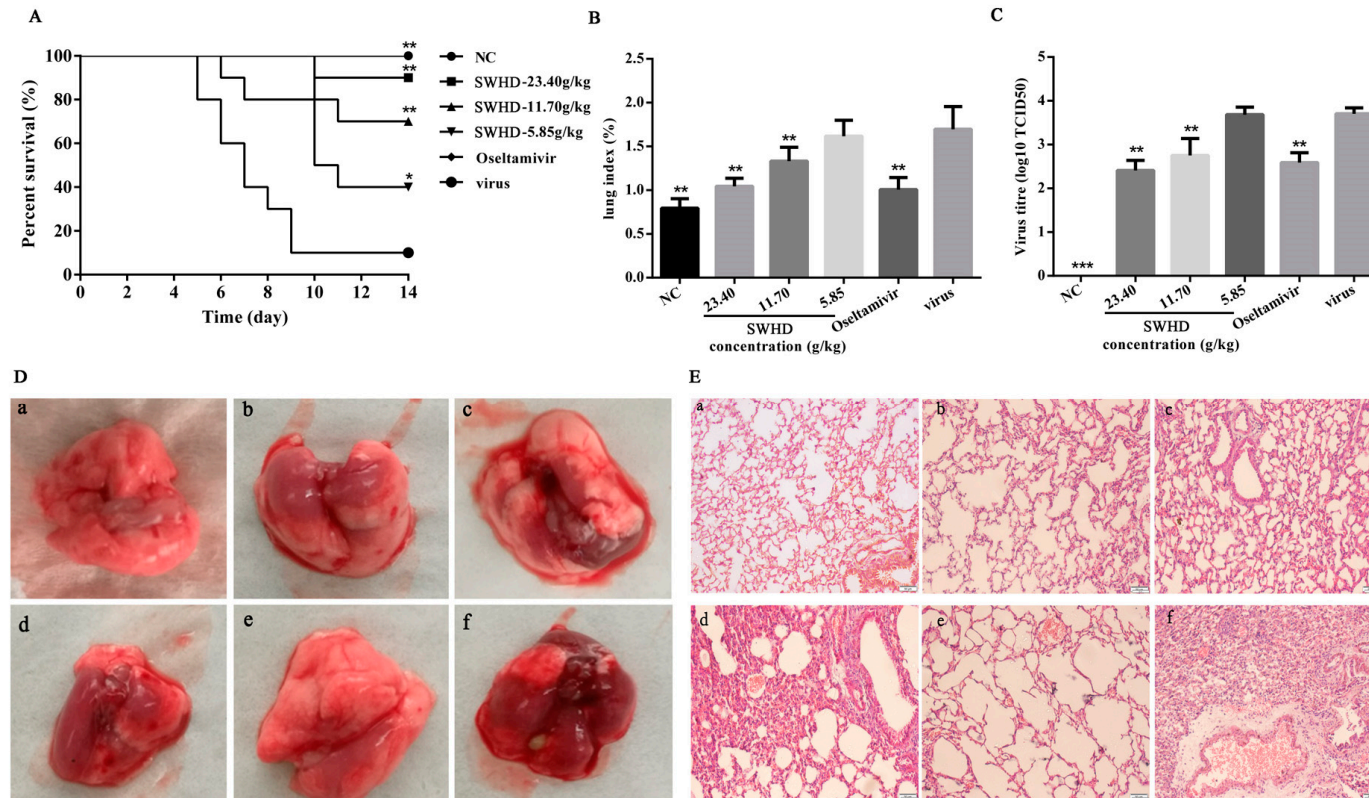 A
Percent survival (%)
100
80
60
40
20
0
0 2 4 6 8 10 12 14
Time (day)
**
**
**
*
NC
SWHD-23.40g/kg
SWHD-11.70g/kg
SWHD-5.85g/kg
Oseltamivir
virus
B
lung index (%)
2.5
2.0
1.5
1.0
0.5
0.0
** ** ** **
NC 23.40 11.70 5.85 Oseltamivir virus
SWHD
concentration (g/kg)
C
Virus titre (log10 TCID50)
5
4
3
2
1
0
*** ** ** **
NC 23.40 11.70 5.85 Oseltamivir virus
SWHD
concentration (g/kg)
D
a b c
d e f
E
a b c
d e f